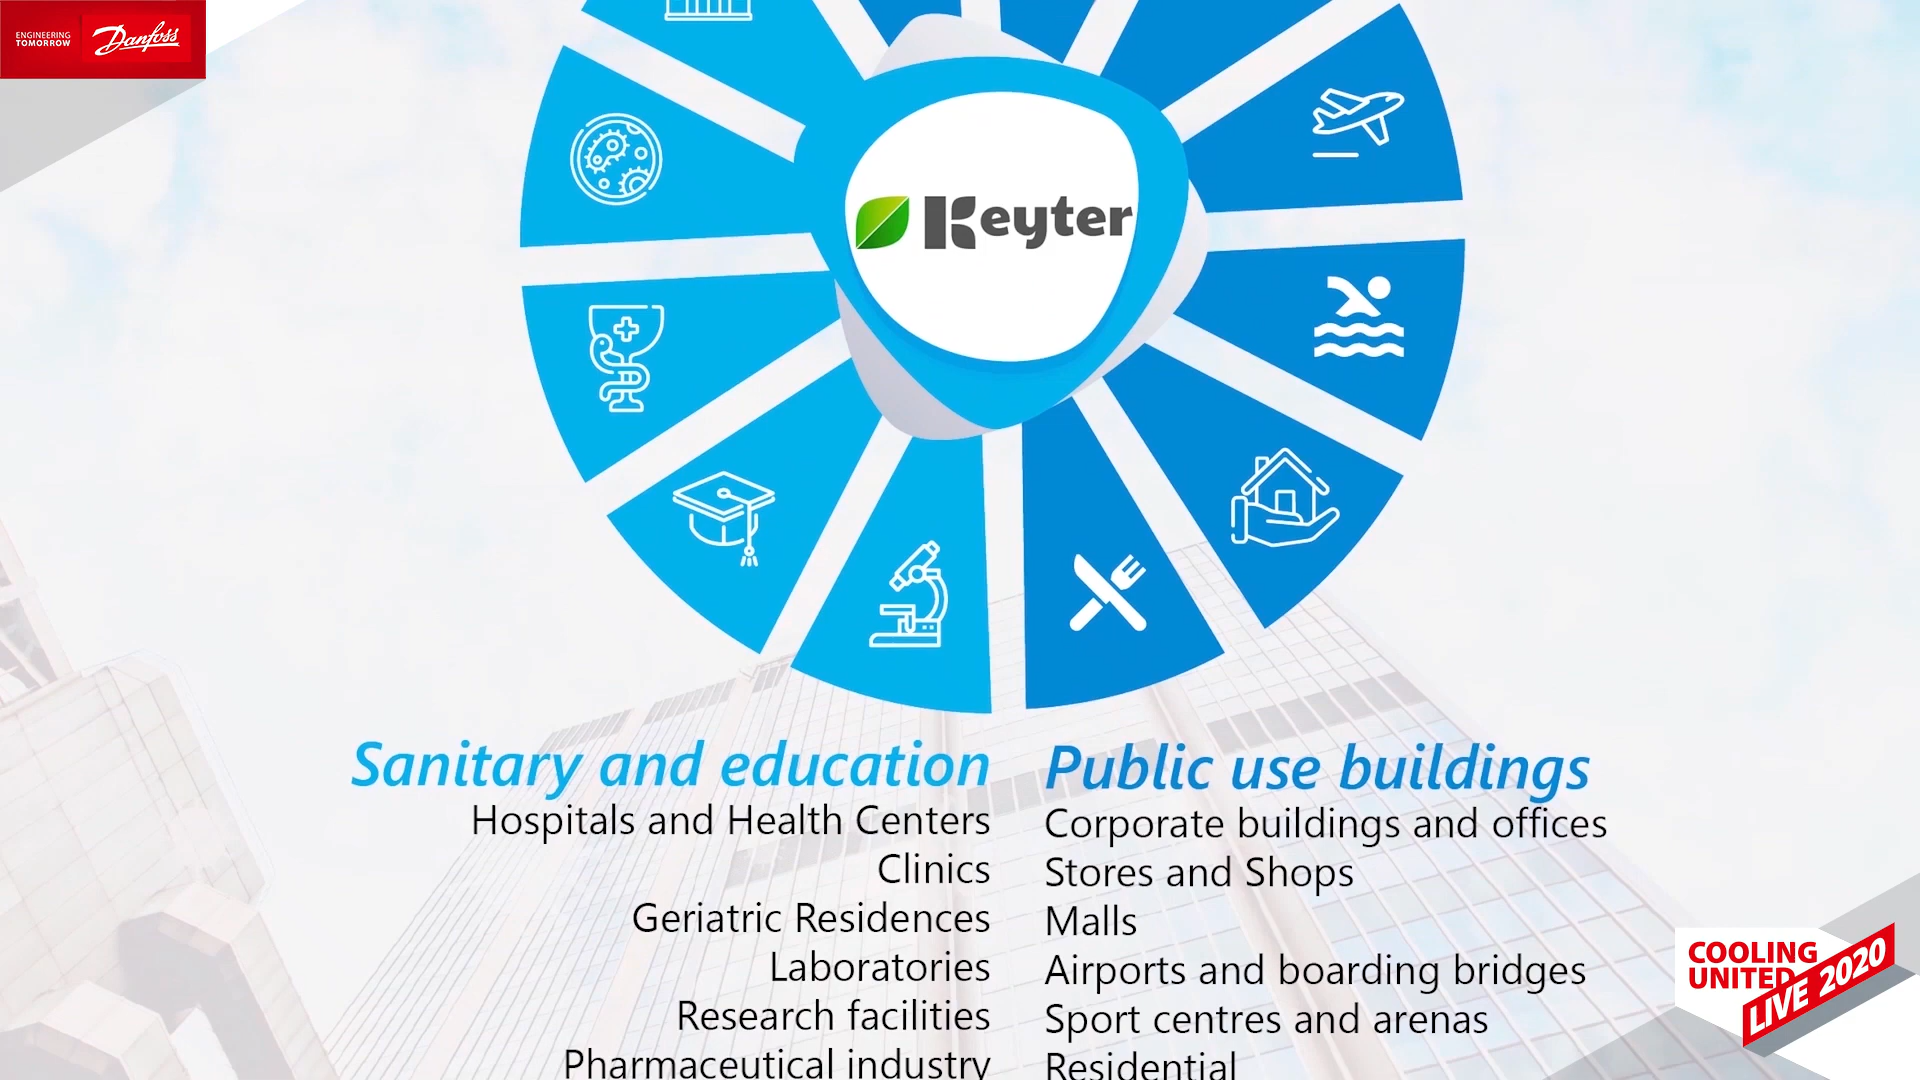 ENGINEERING
TOMORROW
Danfoss
Keyter
Sanitary and education
Hospitals and Health Centers
Clinics
Geriatric Residences
Laboratories
Research facilities
Pharmaceutical industry
Public use buildings
Corporate buildings and offices
Stores and Shops
Malls
Airports and boarding bridges
Sport centres and arenas
Residential
COOLING
UNITED
LIVE 2020